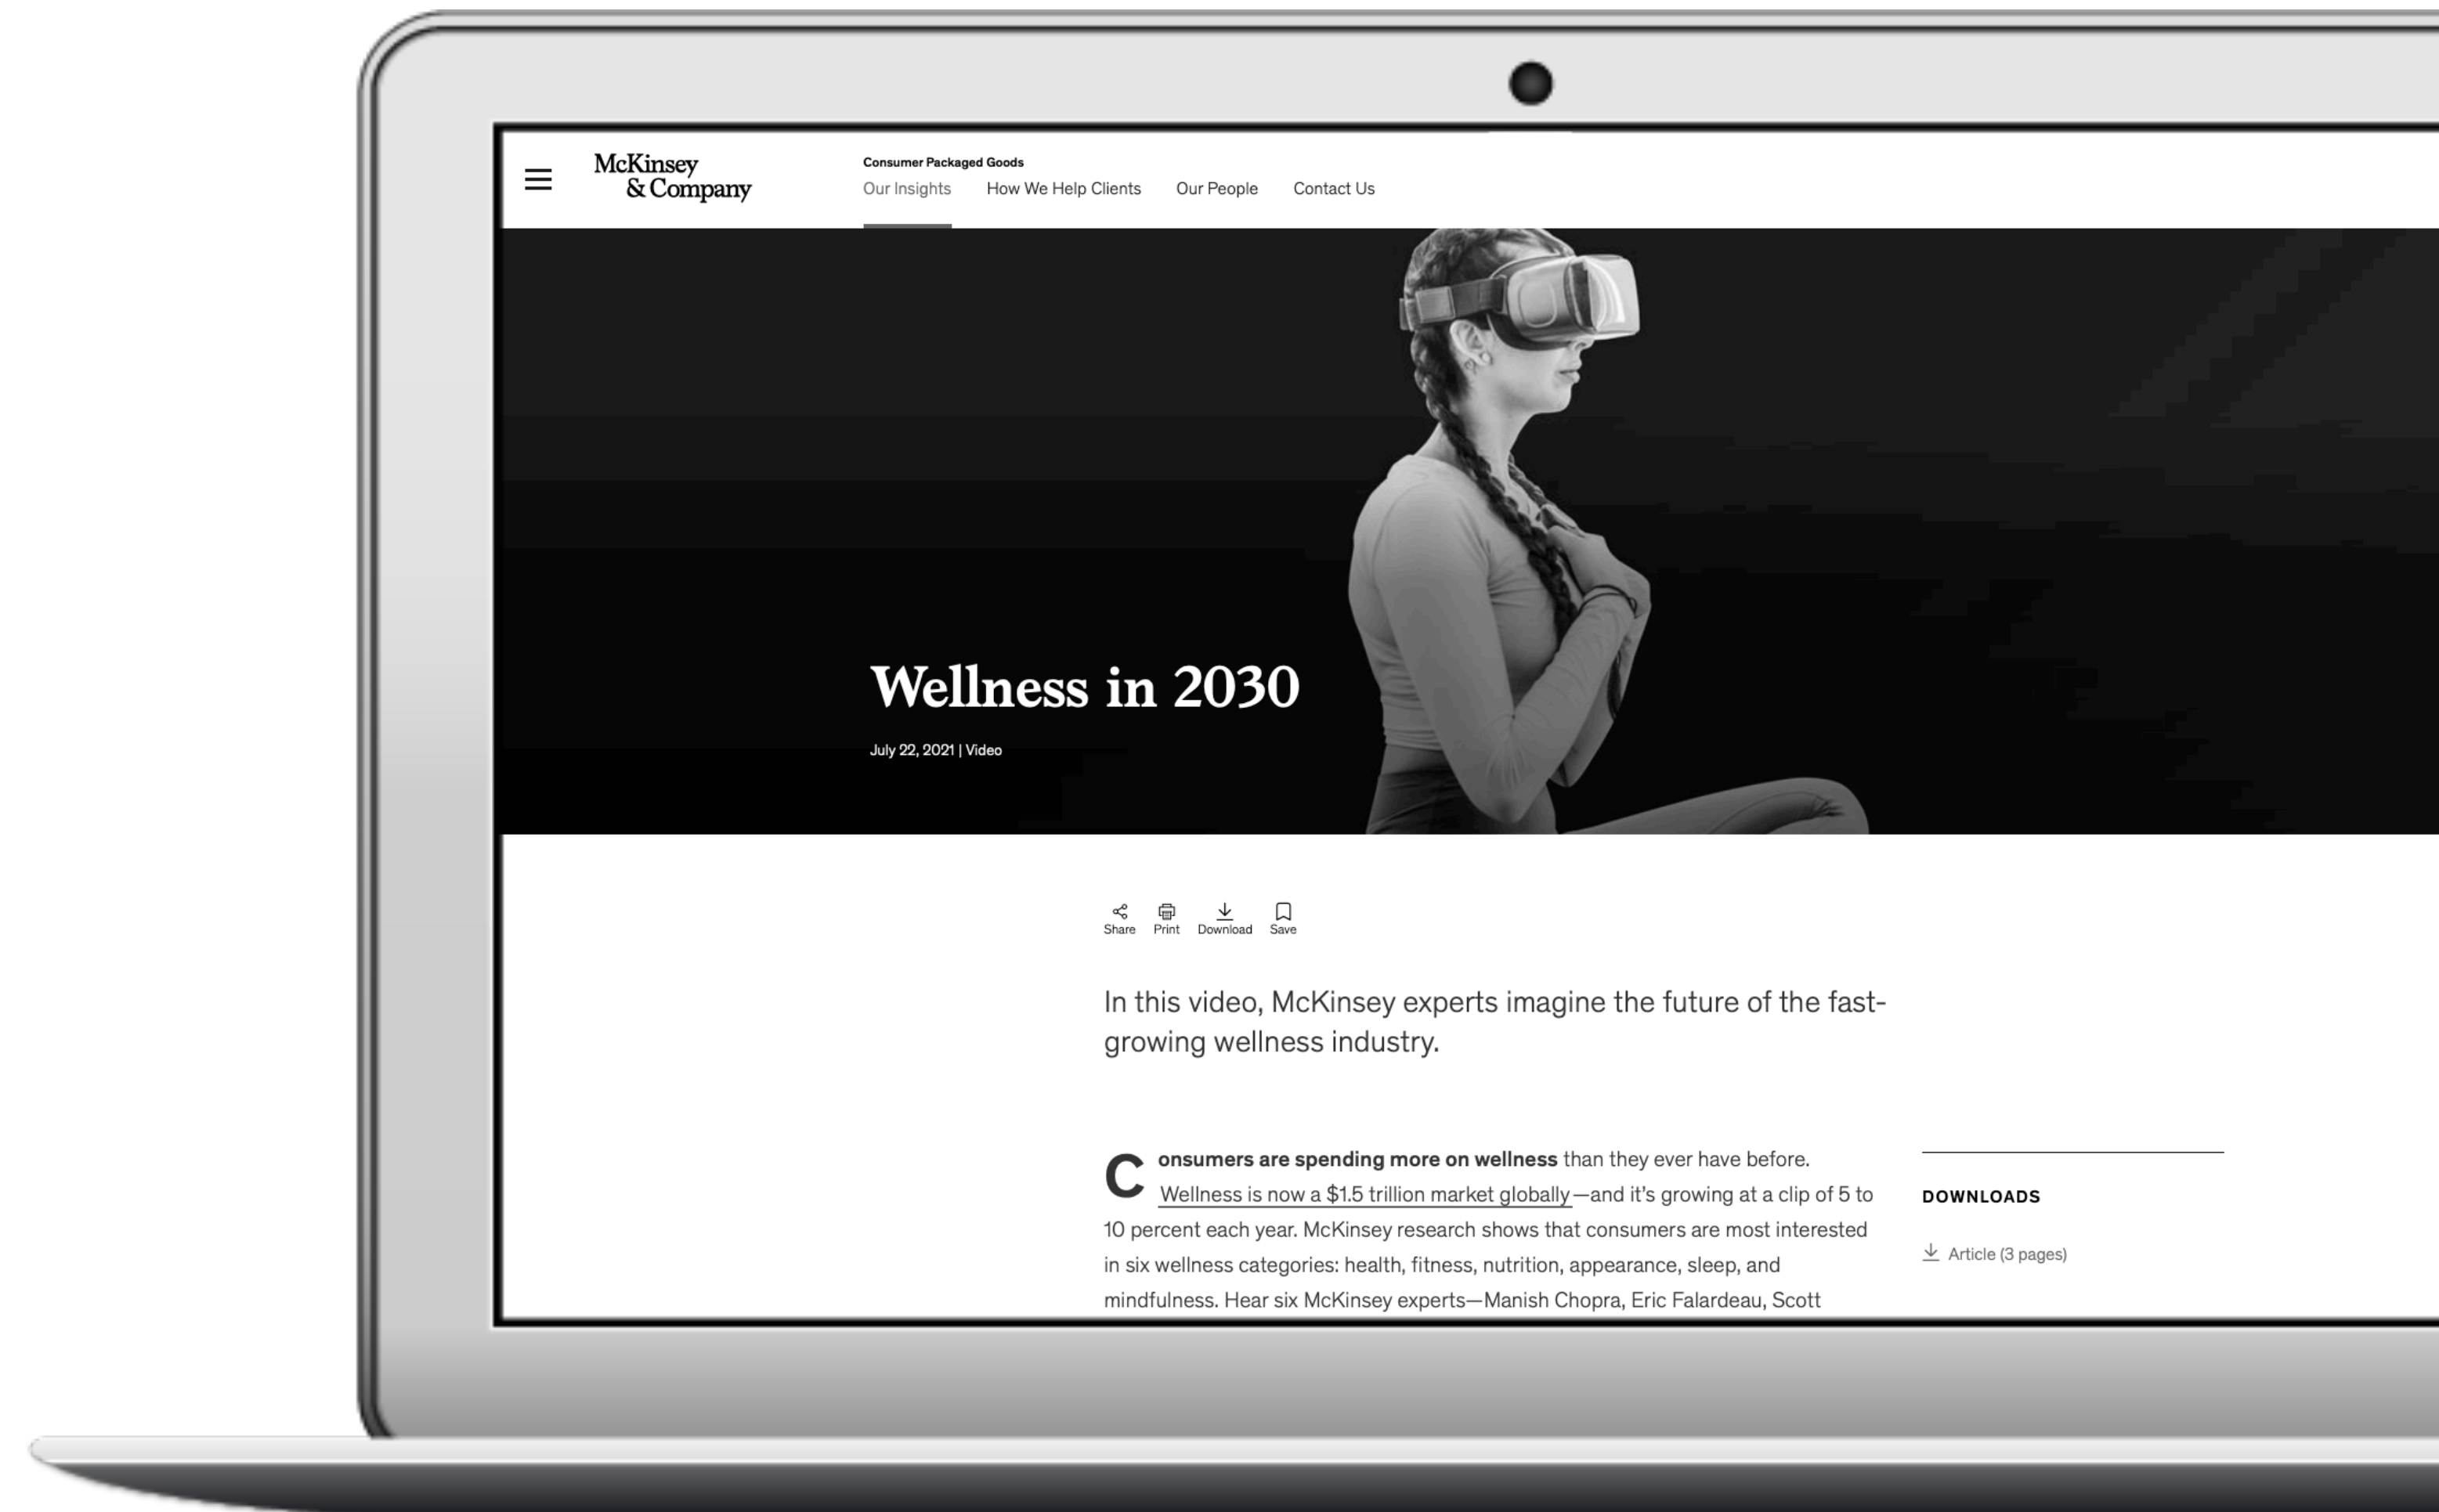 McKinsey
& Company
Consumer Packaged Goods
Our Insights How We Help Clients Our People Contact Us
Wellness in 2030
July 22, 2021 | Video
Share Print Download Save
In this video, McKinsey experts imagine the future of the fast-
growing wellness industry.
Consumers are spending more on wellness than they ever have before.
Wellness is now a $1.5 trillion market globally—and it's growing at a clip of 5 to
10 percent each year. McKinsey research shows that consumers are most interested
in six wellness categories: health, fitness, nutrition, appearance, sleep, and
mindfulness. Hear six McKinsey experts—Manish Chopra, Eric Falardeau, Scott
DOWNLOADS
Article (3 pages)